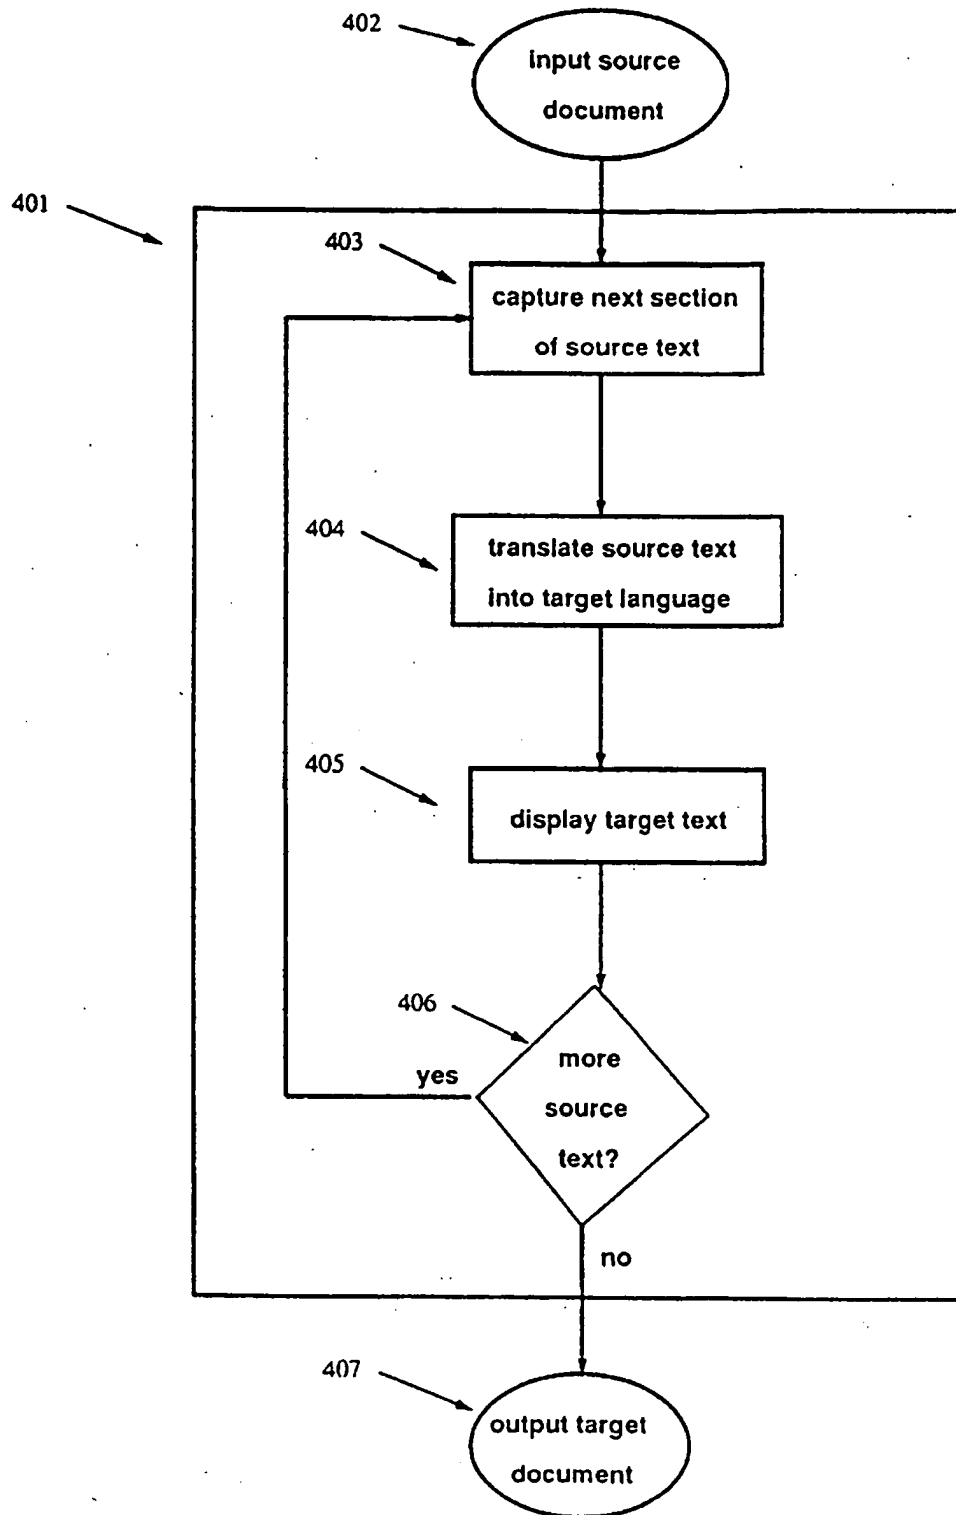 402
input source
document
401
403
capture next section
of source text
404
translate source text
into target language
405
display target text
406
more
source
text?
yes
no
407
output target
document